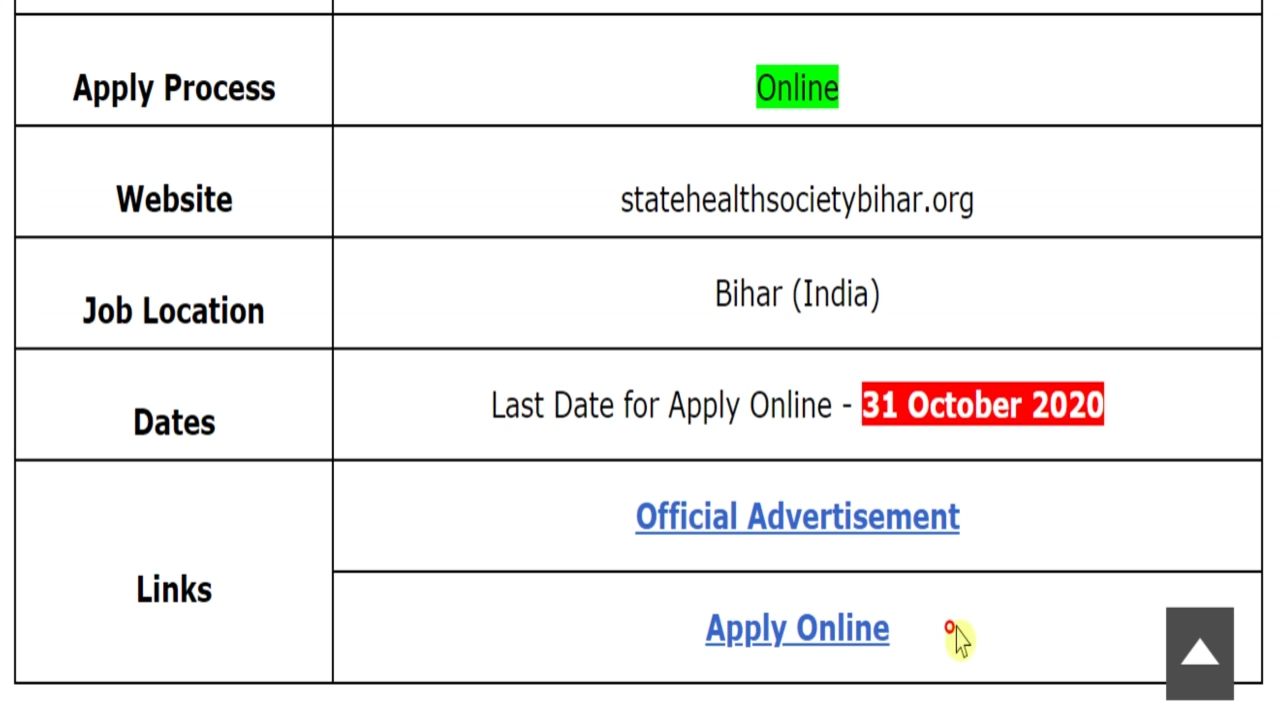 Apply Process Online
Website statehealthsocietybihar.org
Job Location Bihar (India)
Dates Last Date for Apply Online - 31 October 2020
Links
Official Advertisement
Apply Online